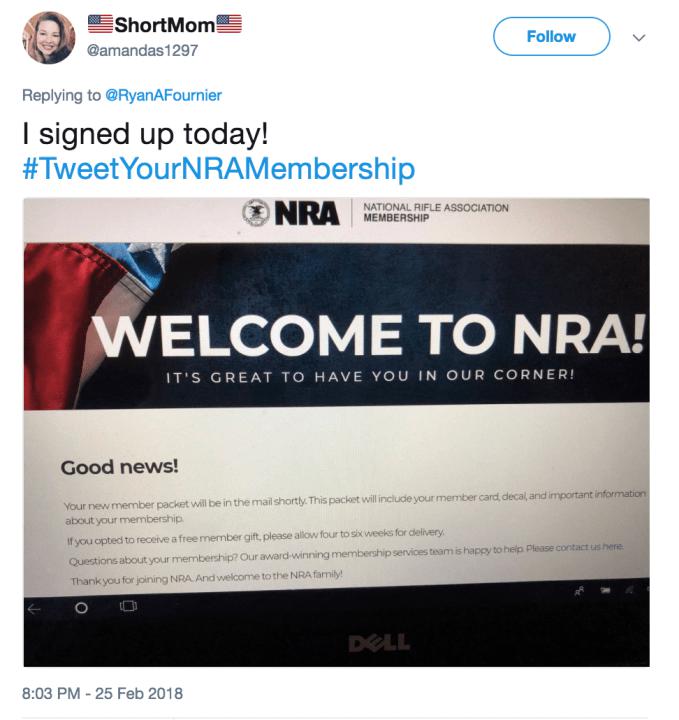 🇺🇸ShortMom🇺🇸
@amandas1297
Follow
Replying to @RyanAFournier
I signed up today!
#TweetYourNRAMembership
NRA
NATIONAL RIFLE ASSOCIATION
MEMBERSHIP
WELCOME TO NRA!
IT'S GREAT TO HAVE YOU IN OUR CORNER!
Good news!
Your new member packet will be in the mail shortly. This packet will include your member card, decal, and important information
about your membership.
If you opted to receive a free member gift, please allow four to six weeks for delivery.
Questions about your membership? Our award-winning membership services team is happy to help. Please contact us here.
Thank you for joining NRA. And welcome to the NRA family!
DELL
8:03 PM - 25 Feb 2018